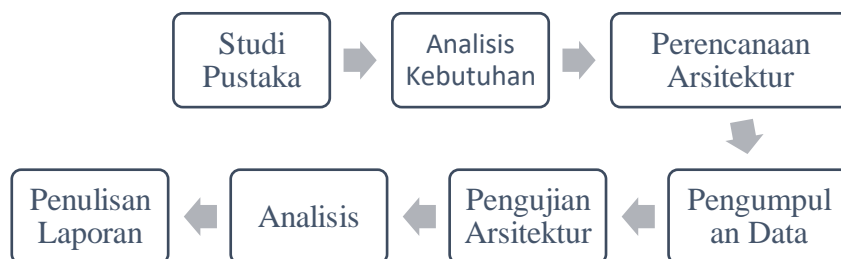 Studi
Pustaka
Analisis
Kebutuhan
Perencanaan
Arsitektur
Pengumpul
an Data
Pengujian
Arsitektur
Analisis
Penulisan
Laporan